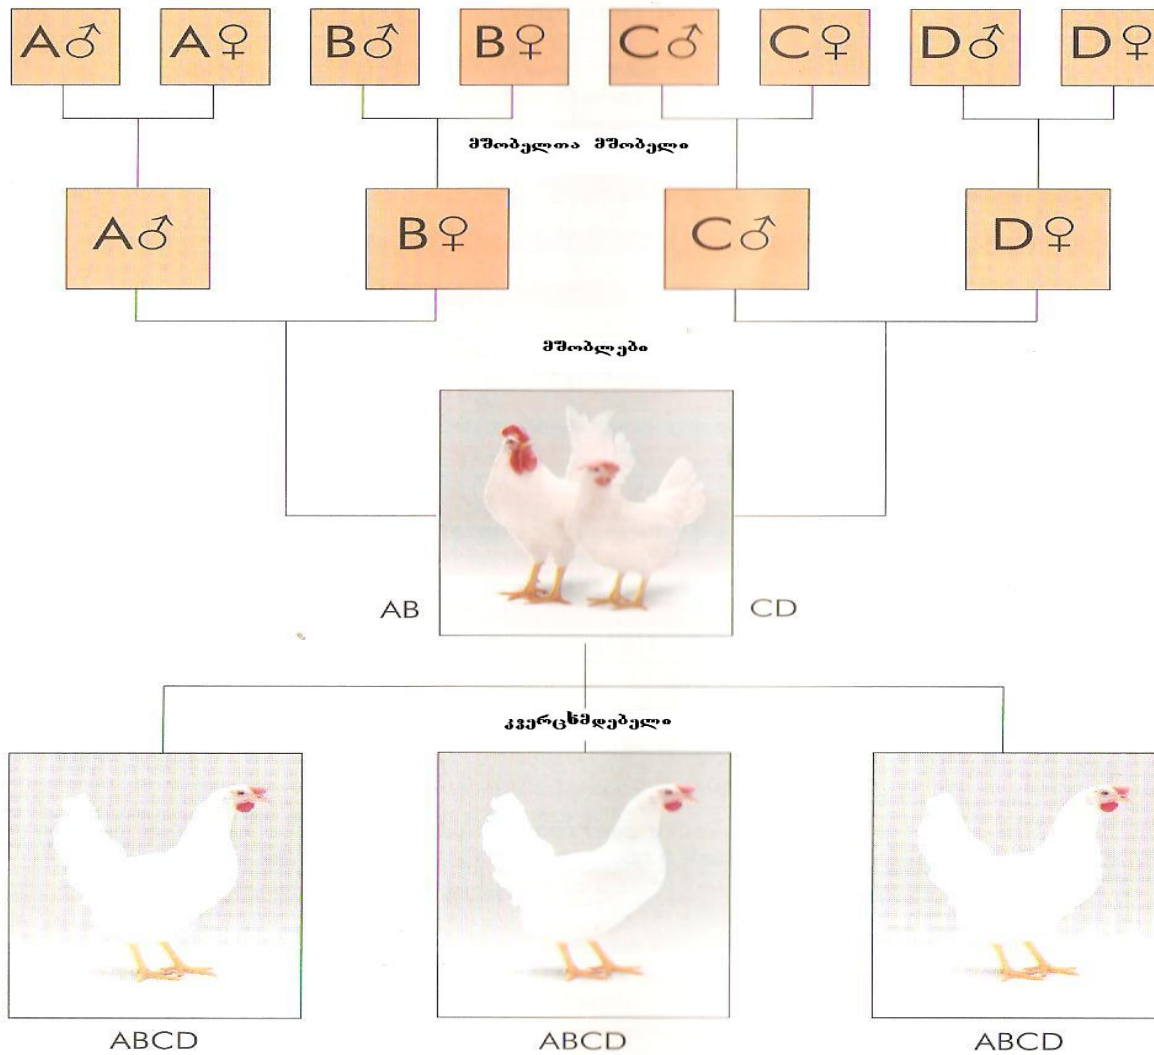 A♂ A♀ B♂ B♀ C♂ C♀ D♂ D♀
მშობელთა მშობელი
A♂ B♀ C♂ D♀
მშობლები
AB CD
კვერცხმდებელი
ABCD ABCD ABCD